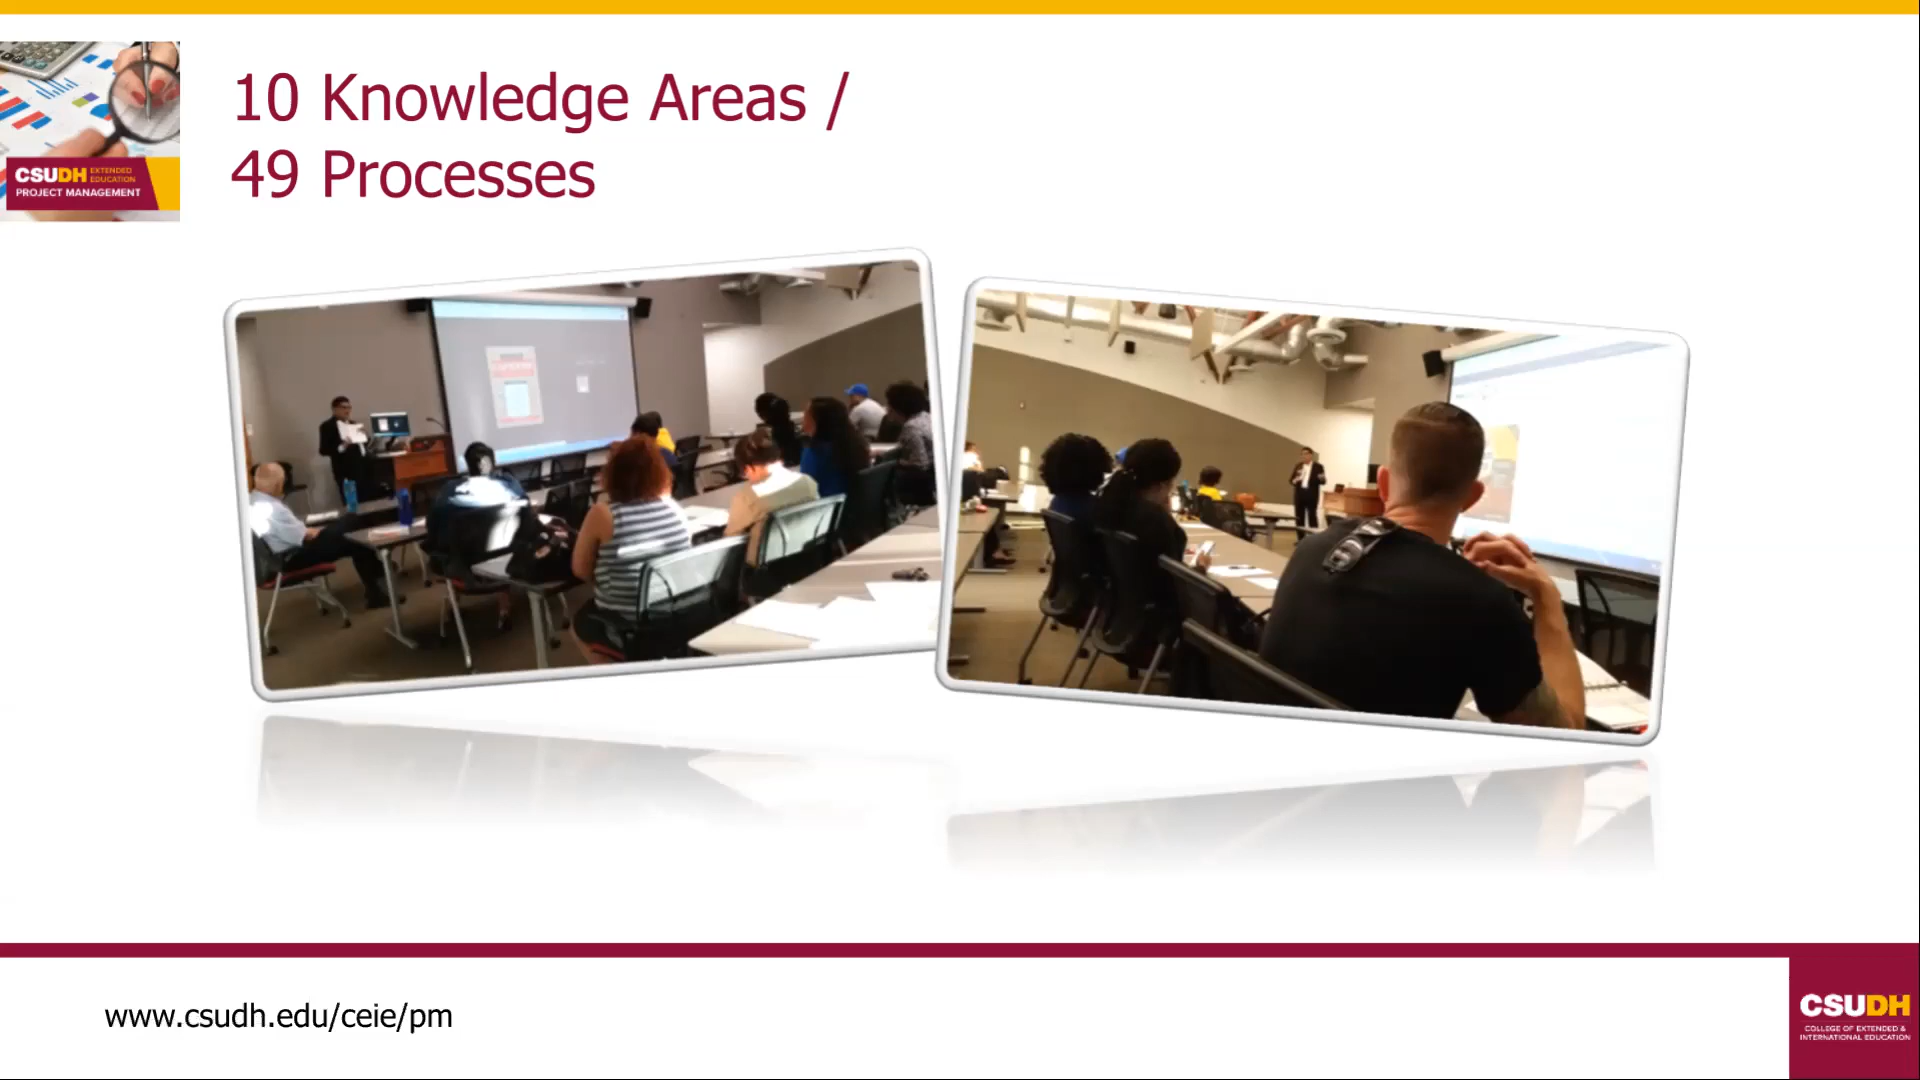 10 Knowledge Areas /
49 Processes
CSUDH EXTENDED
EDUCATION
PROJECT MANAGEMENT
www.csudh.edu/ceie/pm
CSUDH
COLLEGE OF EXTENDED &
INTERNATIONAL EDUCATION